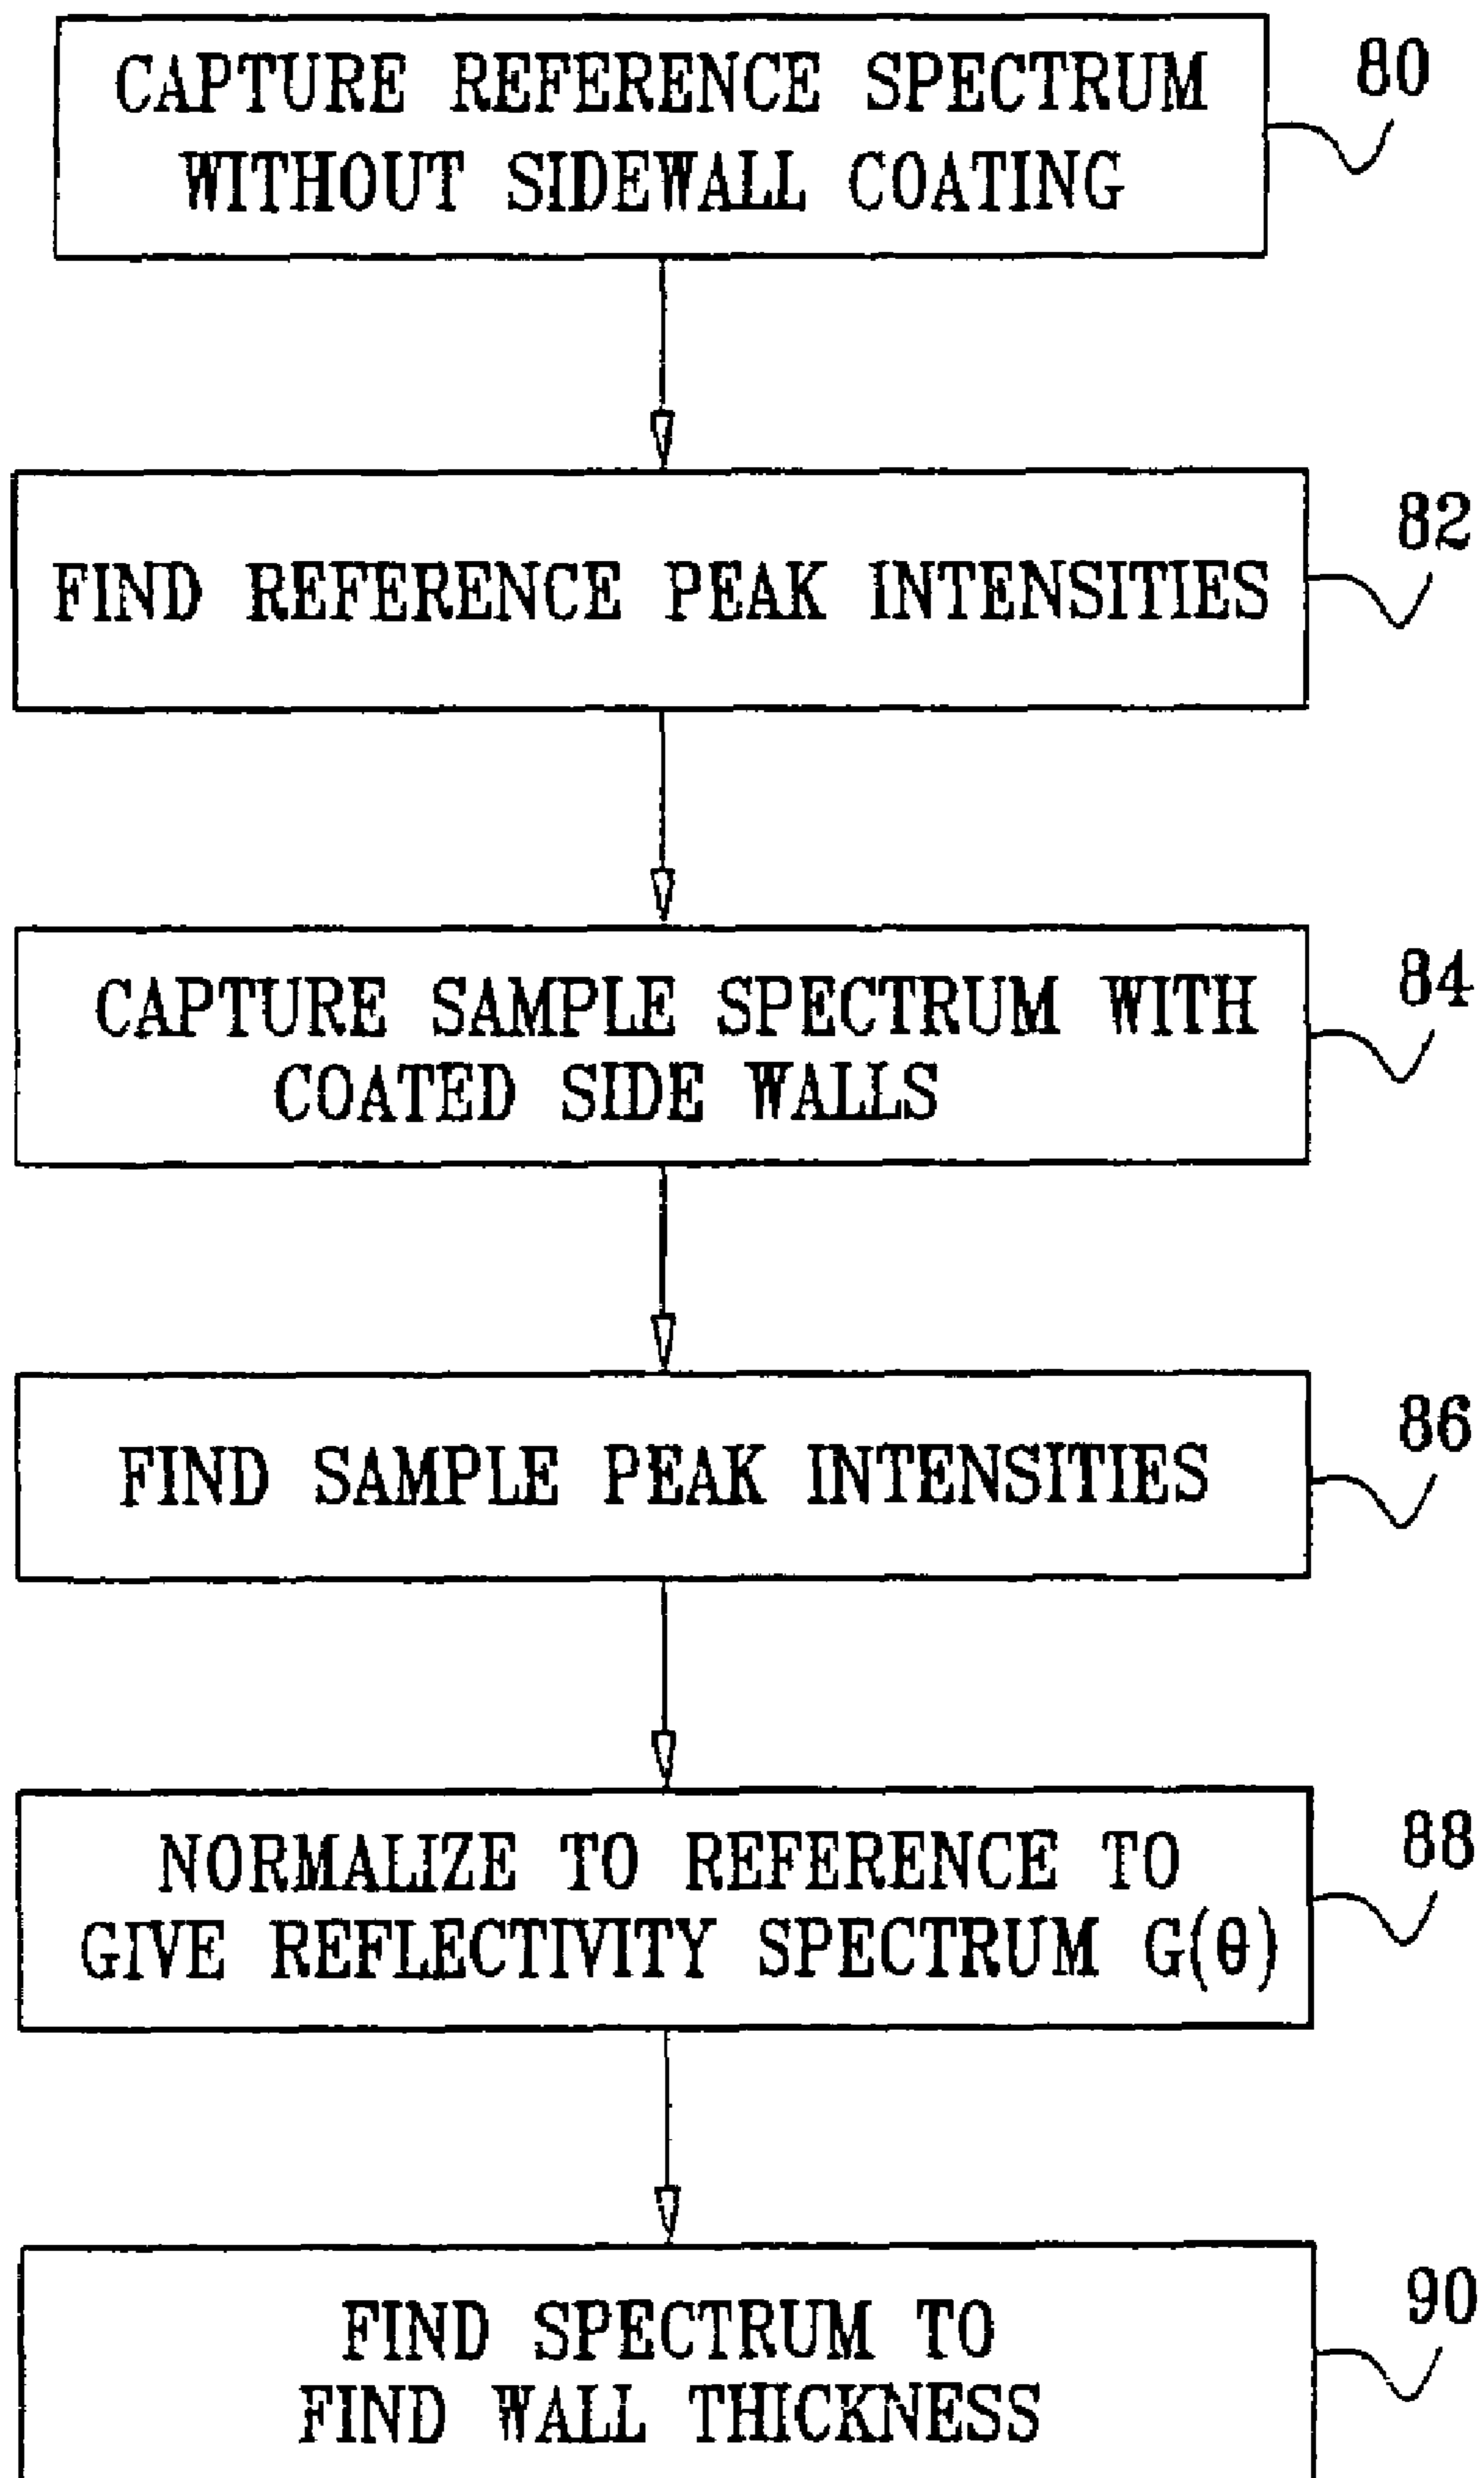 CAPTURE REFERENCE SPECTRUM
WITHOUT SIDEWALL COATING
80
FIND REFERENCE PEAK INTENSITIES
82
CAPTURE SAMPLE SPECTRUM WITH
COATED SIDE WALLS
84
FIND SAMPLE PEAK INTENSITIES
86
NORMALIZE TO REFERENCE TO
GIVE REFLECTIVITY SPECTRUM G(θ)
88
FIND SPECTRUM TO
FIND WALL THICKNESS
90